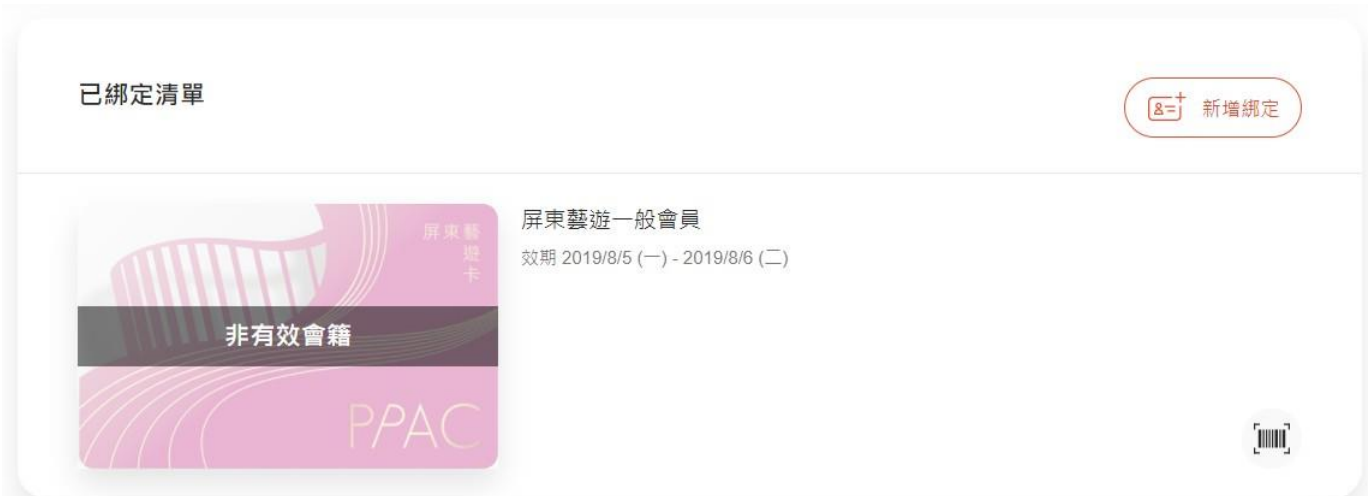 已綁定清單
新增綁定
屏東藝
遊
卡
非有效會籍
PPAC
屏東藝遊一般會員
效期 2019/8/5 (一) - 2019/8/6 (二)